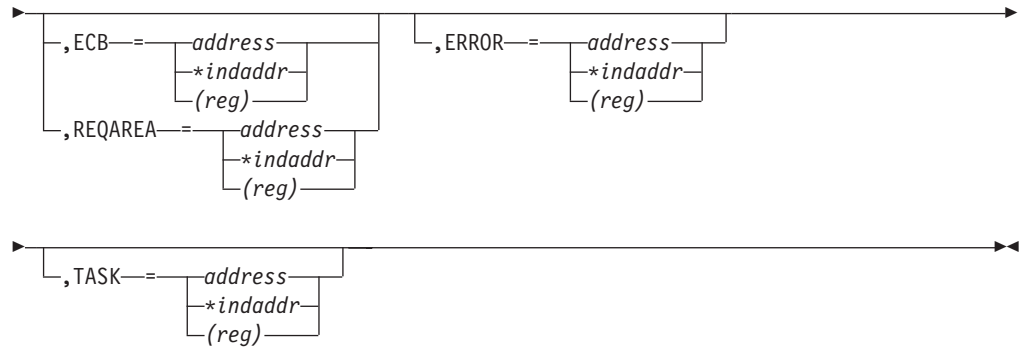 ,ECB = address ,ERROR = address
*indaddr *indaddr
(reg) (reg)
,REQAREA = address
*indaddr
(reg)
,TASK = address
*indaddr
(reg)